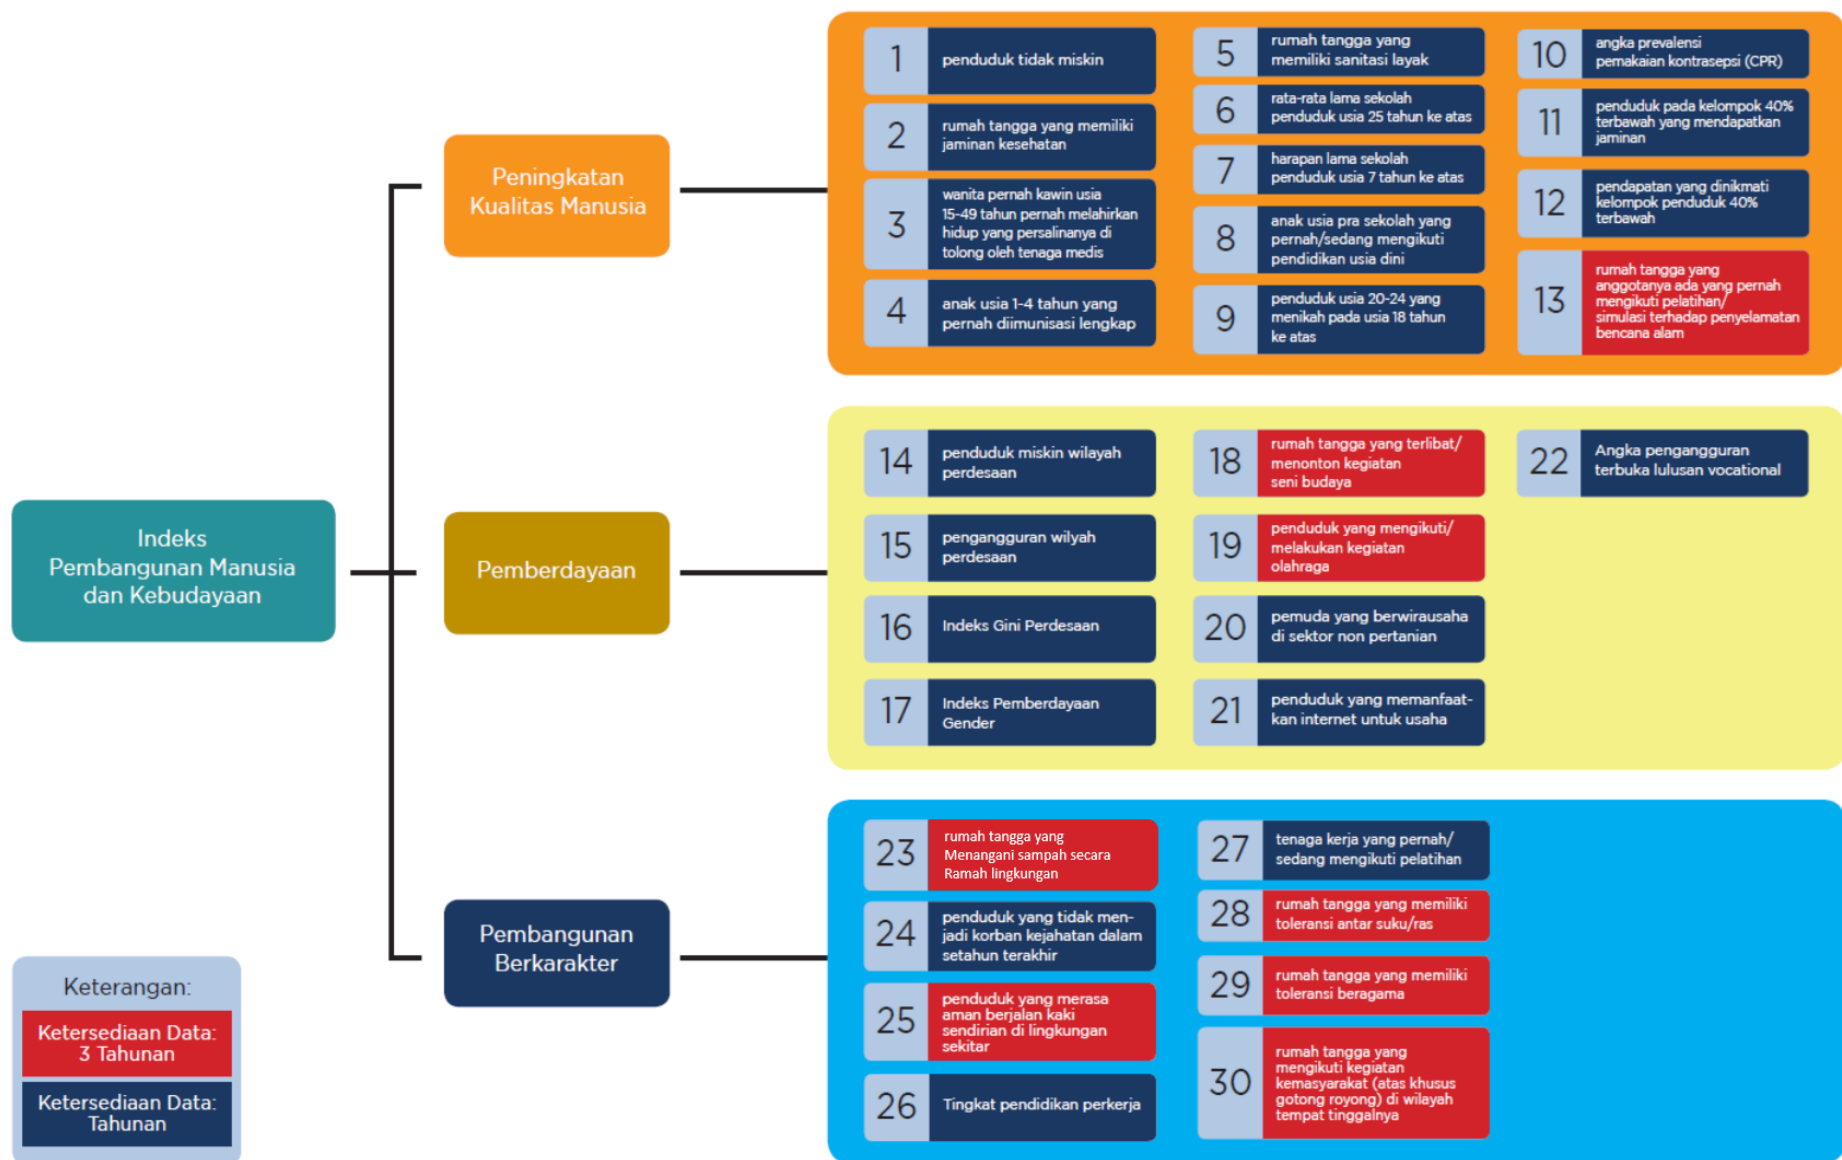 Indeks
Pembangunan Manusia
dan Kebudayaan
Peningkatan
Kualitas Manusia
1
penduduk tidak miskin
2
rumah tangga yang memiliki
jaminan kesehatan
3
wanita pernah kawin usia
15-49 tahun pernah melahirkan
hidup yang persalinanya di
tolong oleh tenaga medis
4
anak usia 1-4 tahun yang
pernah diimunisasi lengkap
5
rumah tangga yang
memiliki sanitasi layak
6
rata-rata lama sekolah
penduduk usia 25 tahun ke atas
7
harapan lama sekolah
penduduk usia 7 tahun ke atas
8
anak usia pra sekolah yang
pernah/sedang mengikuti
pendidikan usia dini
9
penduduk usia 20-24 yang
menikah pada usia 18 tahun
ke atas
10
angka prevalensi
pemakaian kontrasepsi (CPR)
11
penduduk pada kelompok 40%
terbawah yang mendapatkan
jaminan
12
pendapatan yang dinikmati
kelompok penduduk 40%
terbawah
13
rumah tangga yang
anggotanya ada yang pernah
mengikuti pelatihan/
simulasi terhadap penyelamatan
bencana alam
Pemberdayaan
14
penduduk miskin wilayah
perdesaan
15
pengangguran wilyah
perdesaan
16
Indeks Gini Perdesaan
17
Indeks Pemberdayaan
Gender
18
rumah tangga yang terlibat/
menonton kegiatan
seni budaya
19
penduduk yang mengikuti/
melakukan kegiatan
olahraga
20
pemuda yang berwirausaha
di sektor non pertanian
21
penduduk yang memanfaat-
kan internet untuk usaha
22
Angka pengangguran
terbuka lulusan vocational
Pembangunan
Berkarakter
23
rumah tangga yang
Menangani sampah secara
Ramah lingkungan
24
penduduk yang tidak men-
jadi korban kejahatan dalam
setahun terakhir
25
penduduk yang merasa
aman berjalan kaki
sendirian di lingkungan
sekitar
26
Tingkat pendidikan perkerja
27
tenaga kerja yang pernah/
sedang mengikuti pelatihan
28
rumah tangga yang memiliki
toleransi antar suku/ras
29
rumah tangga yang memiliki
toleransi beragama
30
rumah tangga yang
mengikuti kegiatan
kemasyarakat (atas khusus
gotong royong) di wilayah
tempat tinggalnya
Keterangan:
Ketersediaan Data:
3 Tahunan
Ketersediaan Data:
Tahunan